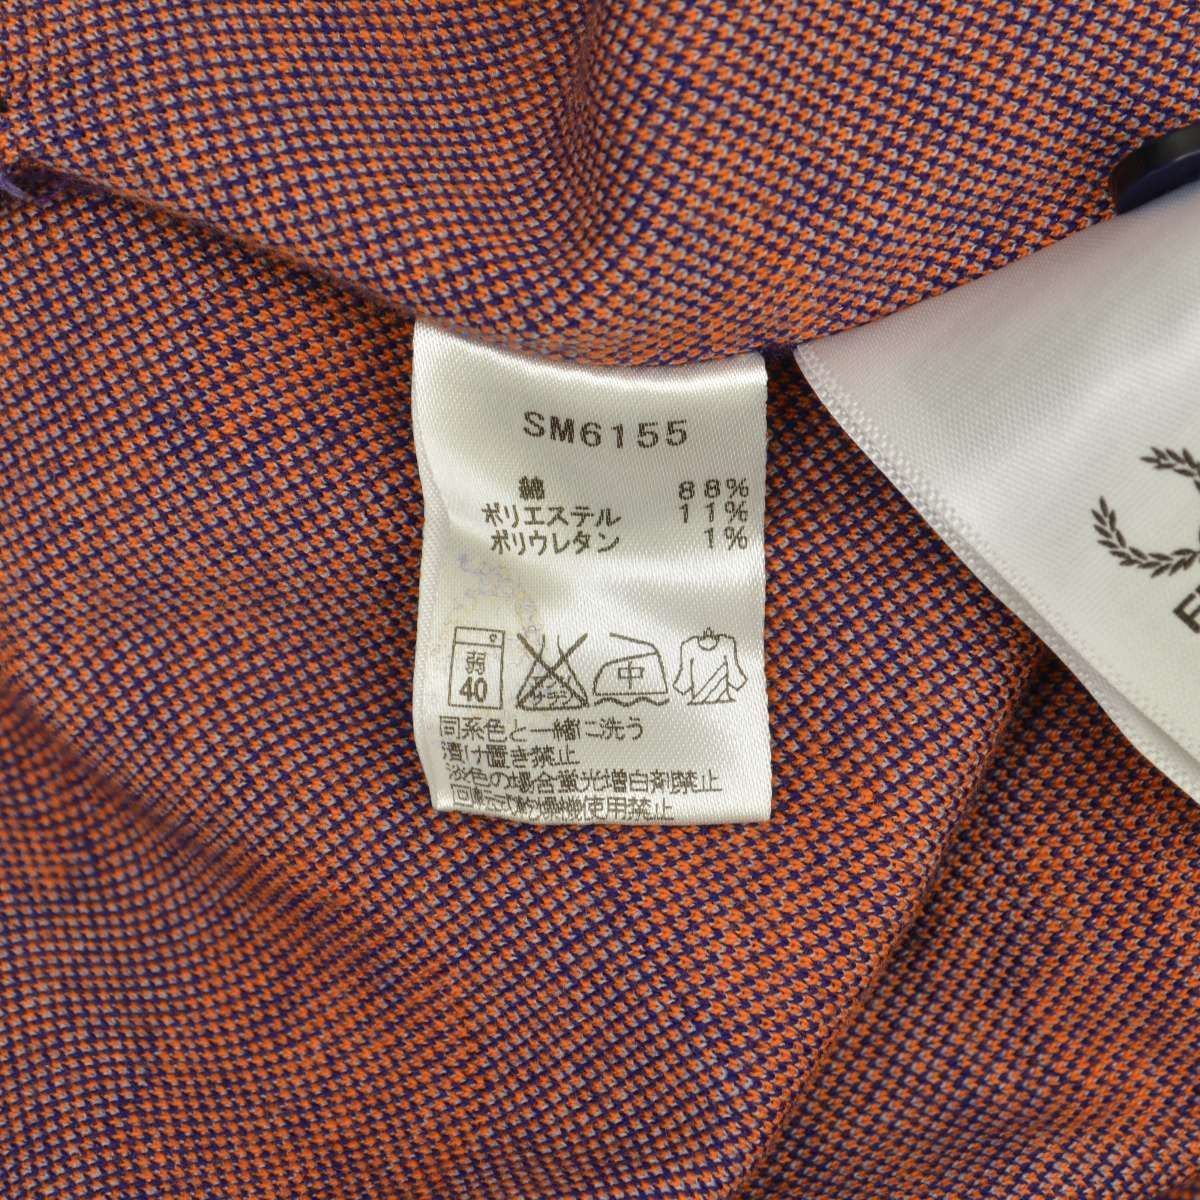 SM6155
綿 88%
ポリエステル 11%
ポリウレタン 1%
弱 サラシ 中
40
同系色と一緒に洗う
漬け置き禁止
淡色の場合蛍光増白剤禁止
回転式乾燥機使用禁止